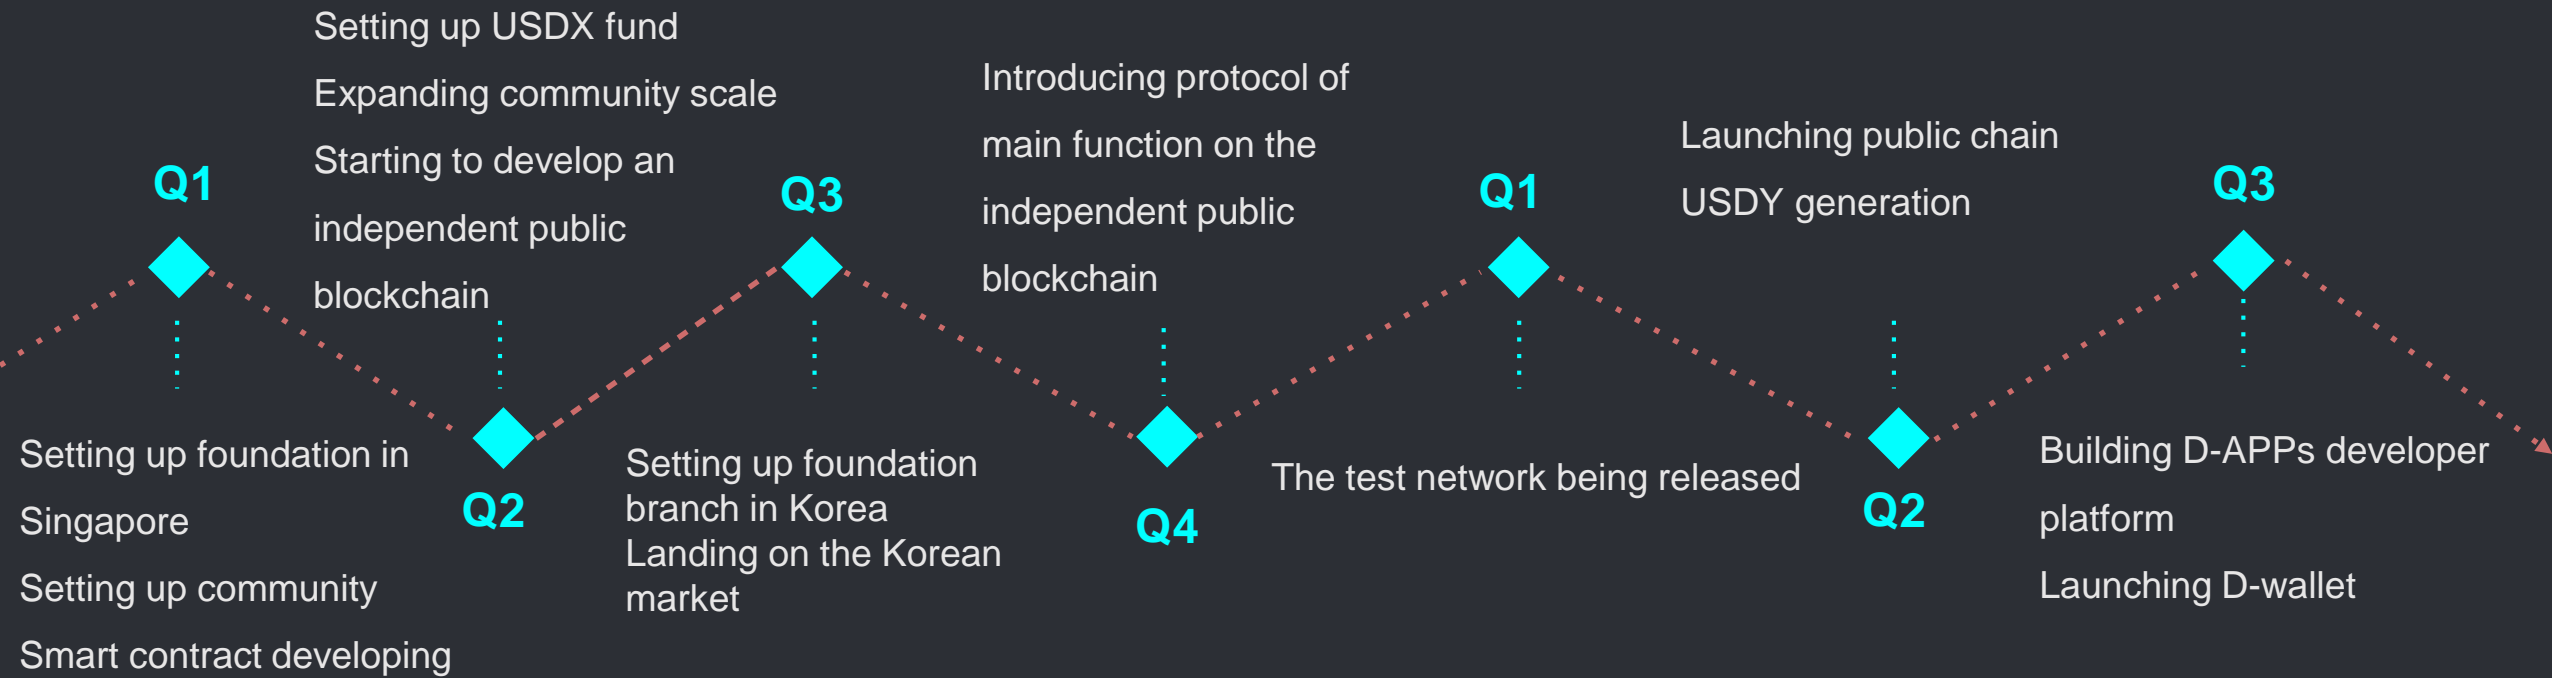 Q1
Setting up foundation in
Singapore
Setting up community
Smart contract developing
Setting up USDX fund
Expanding community scale
Starting to develop an
independent public
blockchain
Q2
Q3
Setting up foundation
branch in Korea
Landing on the Korean
market
Introducing protocol of
main function on the
independent public
blockchain
Q4
Q1
The test network being released
Launching public chain
USDY generation
Q2
Q3
Building D-APPs developer
platform
Launching D-wallet